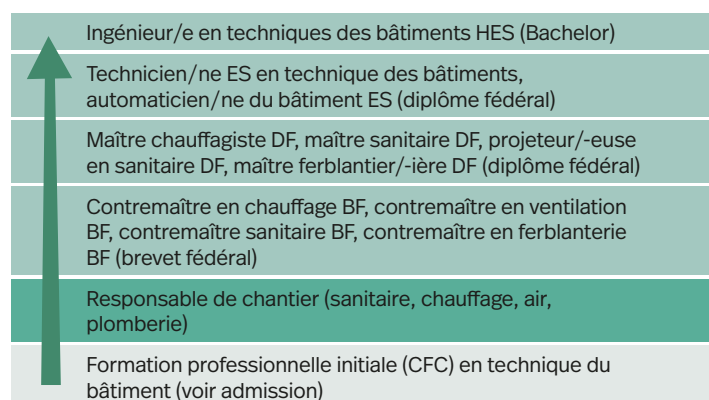 Ingénieur/e en techniques des bâtiments HES (Bachelor)
Technicien/ne ES en technique des bâtiments,
automaticien/ne du bâtiment ES (diplôme fédéral)
Maître chauffagiste DF, maître sanitaire DF, projeteur/-euse
en sanitaire DF, maître ferblantier/-ière DF (diplôme fédéral)
Contremaître en chauffage BF, contremaître en ventilation
BF, contremaître sanitaire BF, contremaître en ferblanterie
BF (brevet fédéral)
Responsable de chantier (sanitaire, chauffage, air,
plomberie)
Formation professionnelle initiale (CFC) en technique du
bâtiment (voir admission)